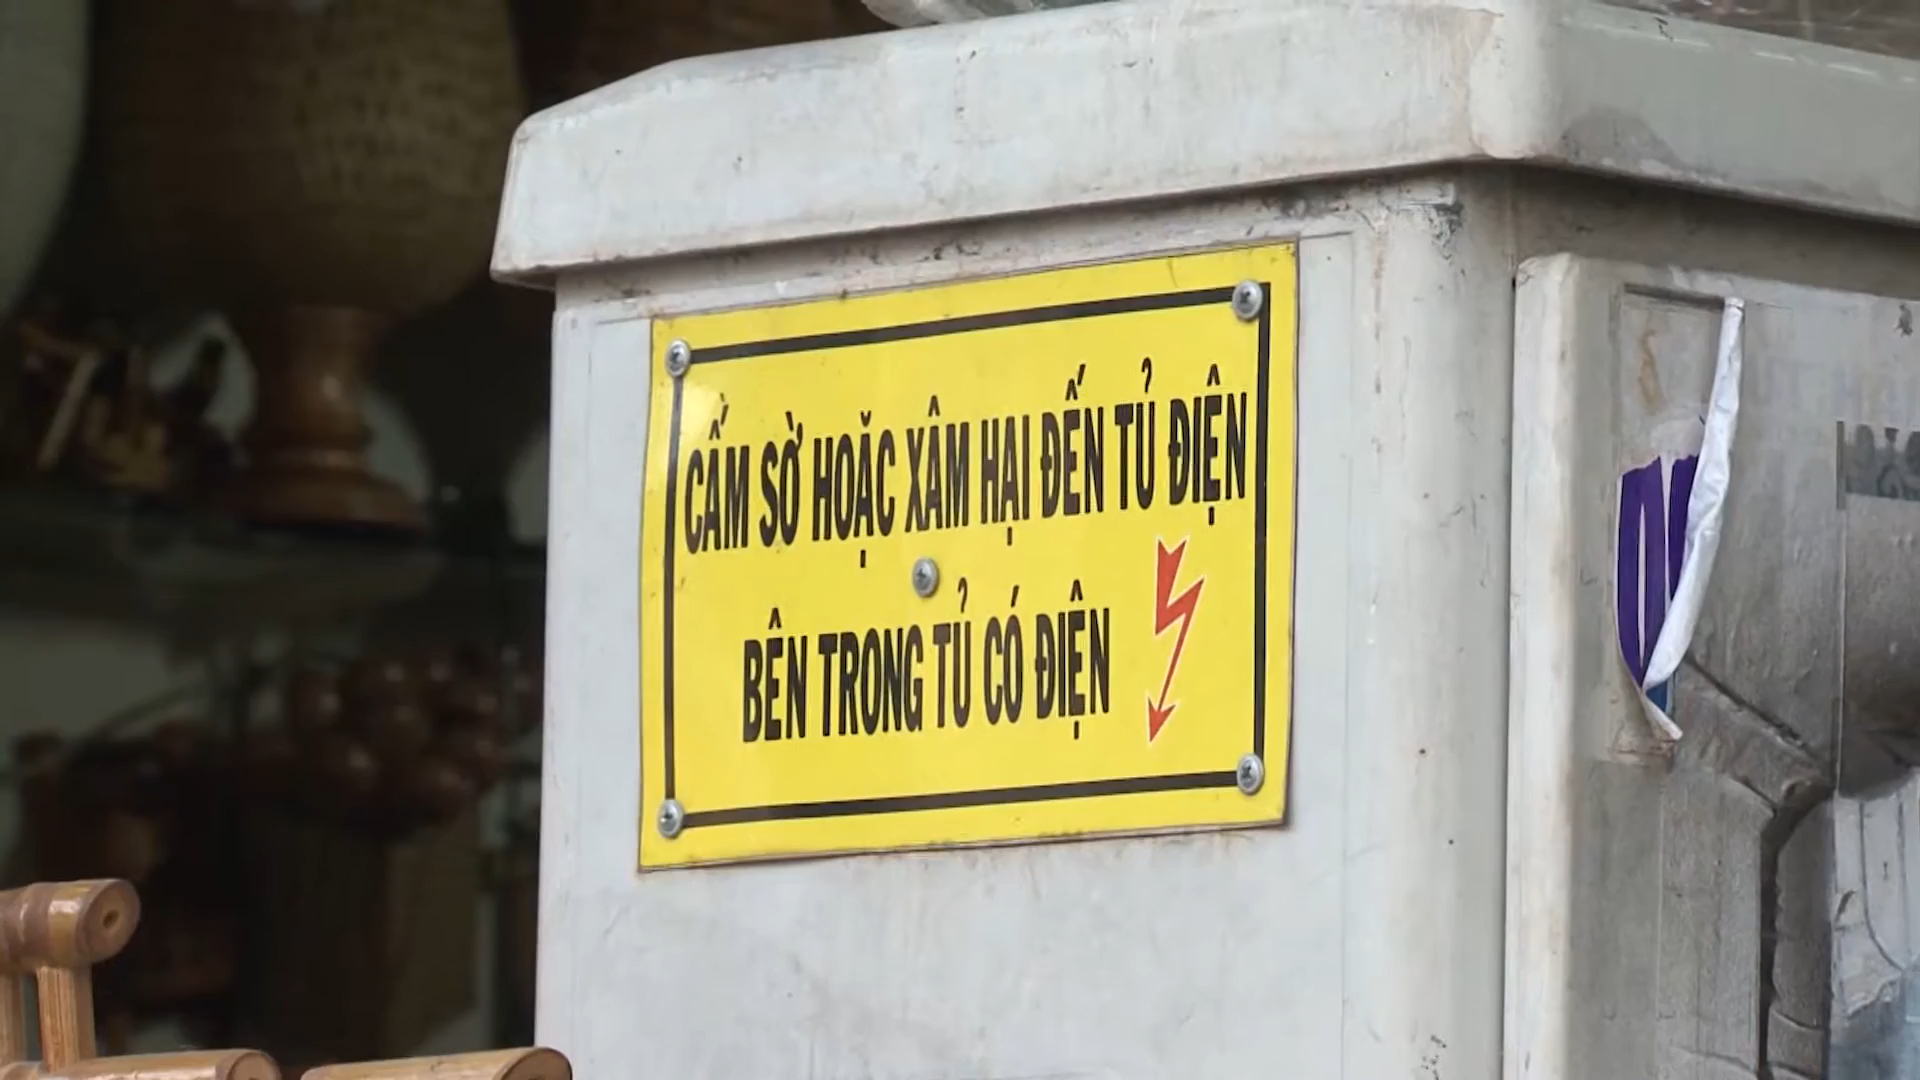 CẤM SỜ HOẶC XÂM HẠI ĐẾN TỦ ĐIỆN
BÊN TRONG TỦ CÓ ĐIỆN